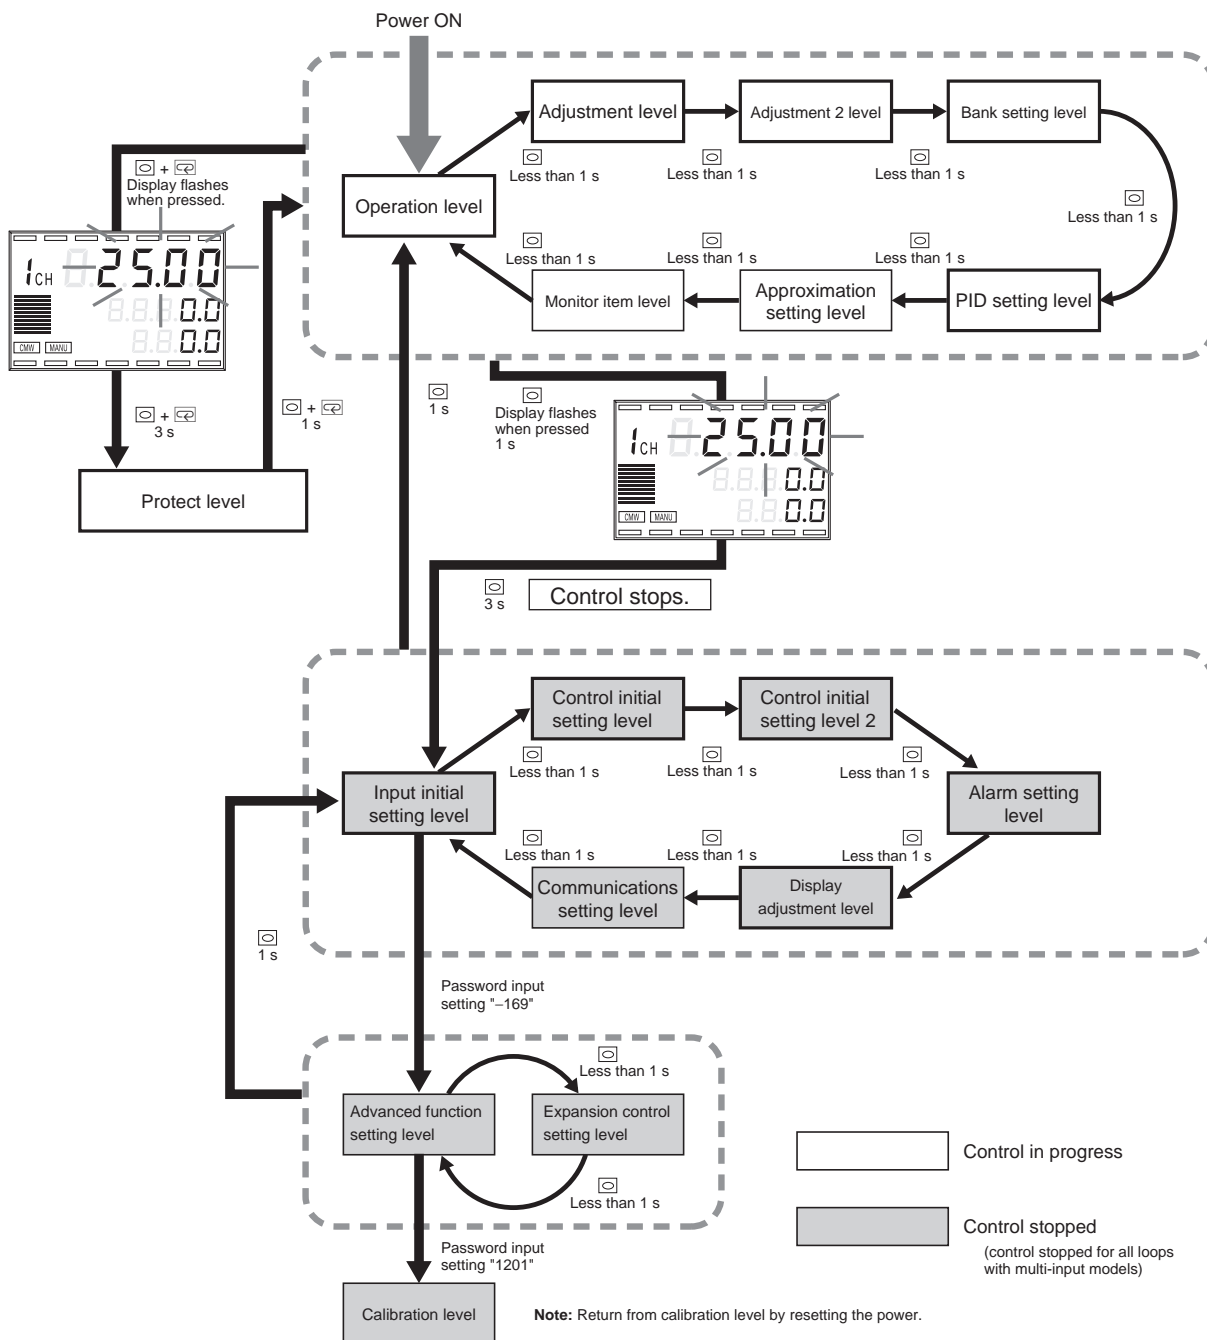 Power ON
Adjustment level
Adjustment 2 level
Bank setting level
Less than 1 s
Less than 1 s
Less than 1 s
+
Display flashes
when pressed.
Operation level
Less than 1 s
Less than 1 s
Less than 1 s
Less than 1 s
Monitor item level
Approximation
setting level
PID setting level
1CH 25.00
0.0
0.0
CMW MANU
+
3 s
+
1 s
1 s
Display flashes
when pressed
1 s
1CH 25.00
0.0
0.0
CMW MANU
Protect level
3 s
Control stops.
Control initial
setting level
Control initial
setting level 2
Less than 1 s
Less than 1 s
Less than 1 s
Input initial
setting level
Alarm setting
level
Less than 1 s
Less than 1 s
Less than 1 s
Communications
setting level
Display
adjustment level
1 s
Password input
setting "–169"
Less than 1 s
Advanced function
setting level
Expansion control
setting level
Less than 1 s
Control in progress
Control stopped
(control stopped for all loops
with multi-input models)
Password input
setting "1201"
Calibration level
Note: Return from calibration level by resetting the power.